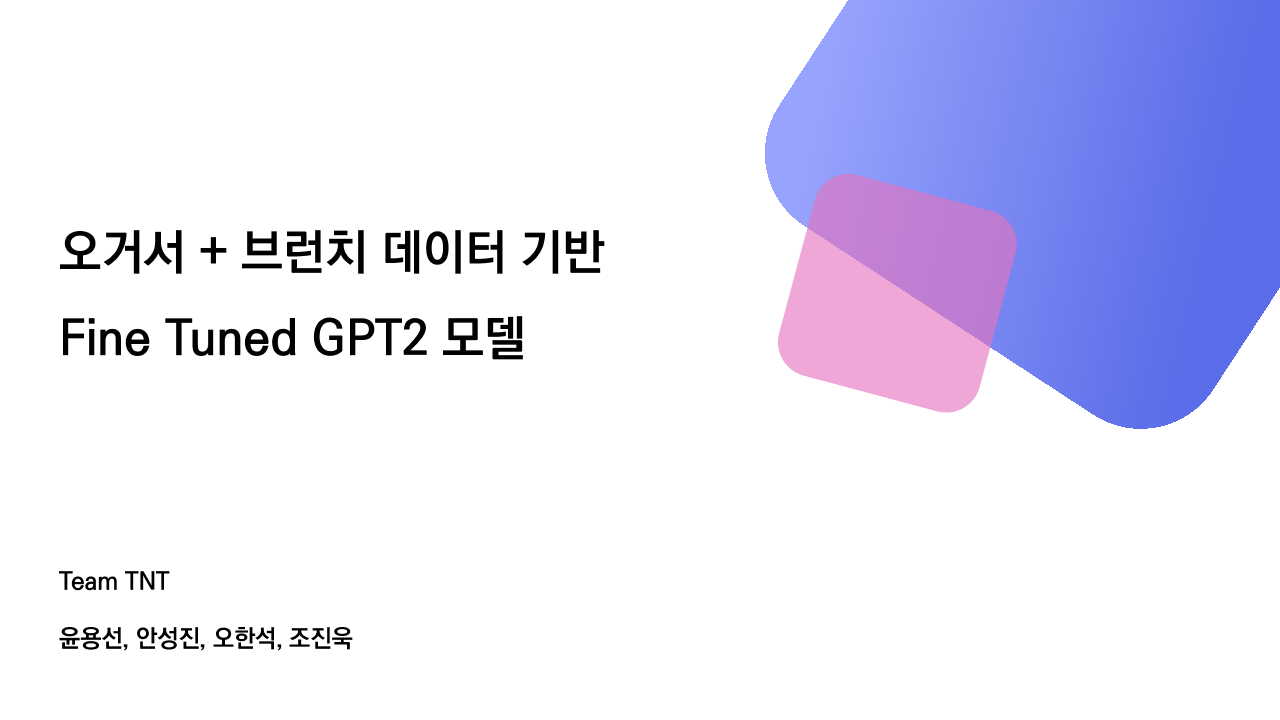 오거서 + 브런치 데이터 기반
Fine Tuned GPT2 모델
Team TNT
윤용선, 안성진, 오한석, 조진욱